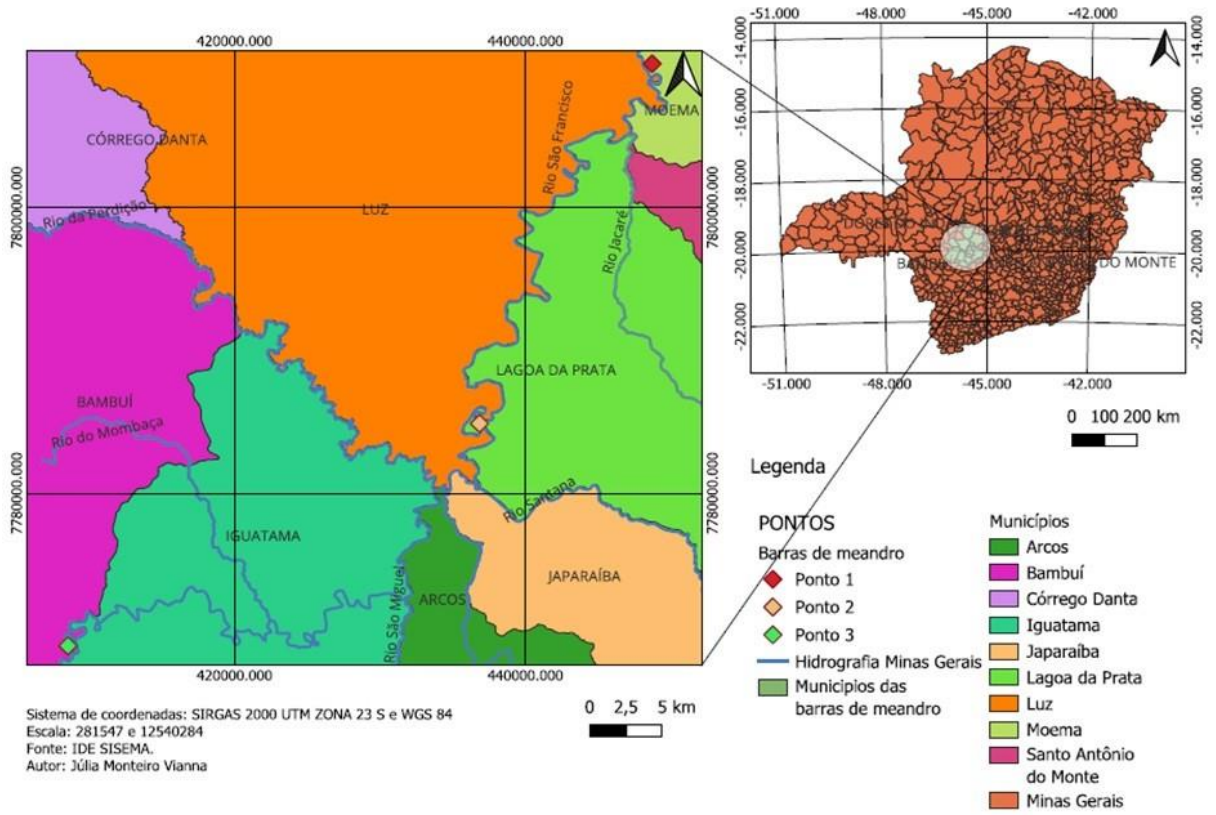 420000.000
440000.000
7800000.000
7800000.000
7780000.000
7780000.000
420000.000
440000.000
MOEMA
CÓRREGO DANTA
Rio São Francisco
Rio da Perdição
LUZ
Rio Jacaré
LAGOA DA PRATA
BAMBUÍ
Rio do Mombaça
Rio Santana
IGUATAMA
JAPARAÍBA
Rio São Miguel
ARCOS
-51.000
-48.000
-45.000
-42.000
-14.000
-14.000
-16.000
-16.000
-18.000
-18.000
-20.000
-20.000
-22.000
-22.000
DO MONTE
-51.000
-48.000
-45.000
-42.000
0 100 200 km
Legenda
PONTOS
Barras de meandro
Ponto 1
Ponto 2
Ponto 3
Hidrografia Minas Gerais
Municipios das
barras de meandro
Municípios
Arcos
Bambuí
Córrego Danta
Iguatama
Japaraíba
Lagoa da Prata
Luz
Moema
Santo Antônio
do Monte
Minas Gerais
0 2,5 5 km
Sistema de coordenadas: SIRGAS 2000 UTM ZONA 23 S e WGS 84
Escala: 281547 e 12540284
Fonte: IDE SISEMA.
Autor: Júlia Monteiro Vianna